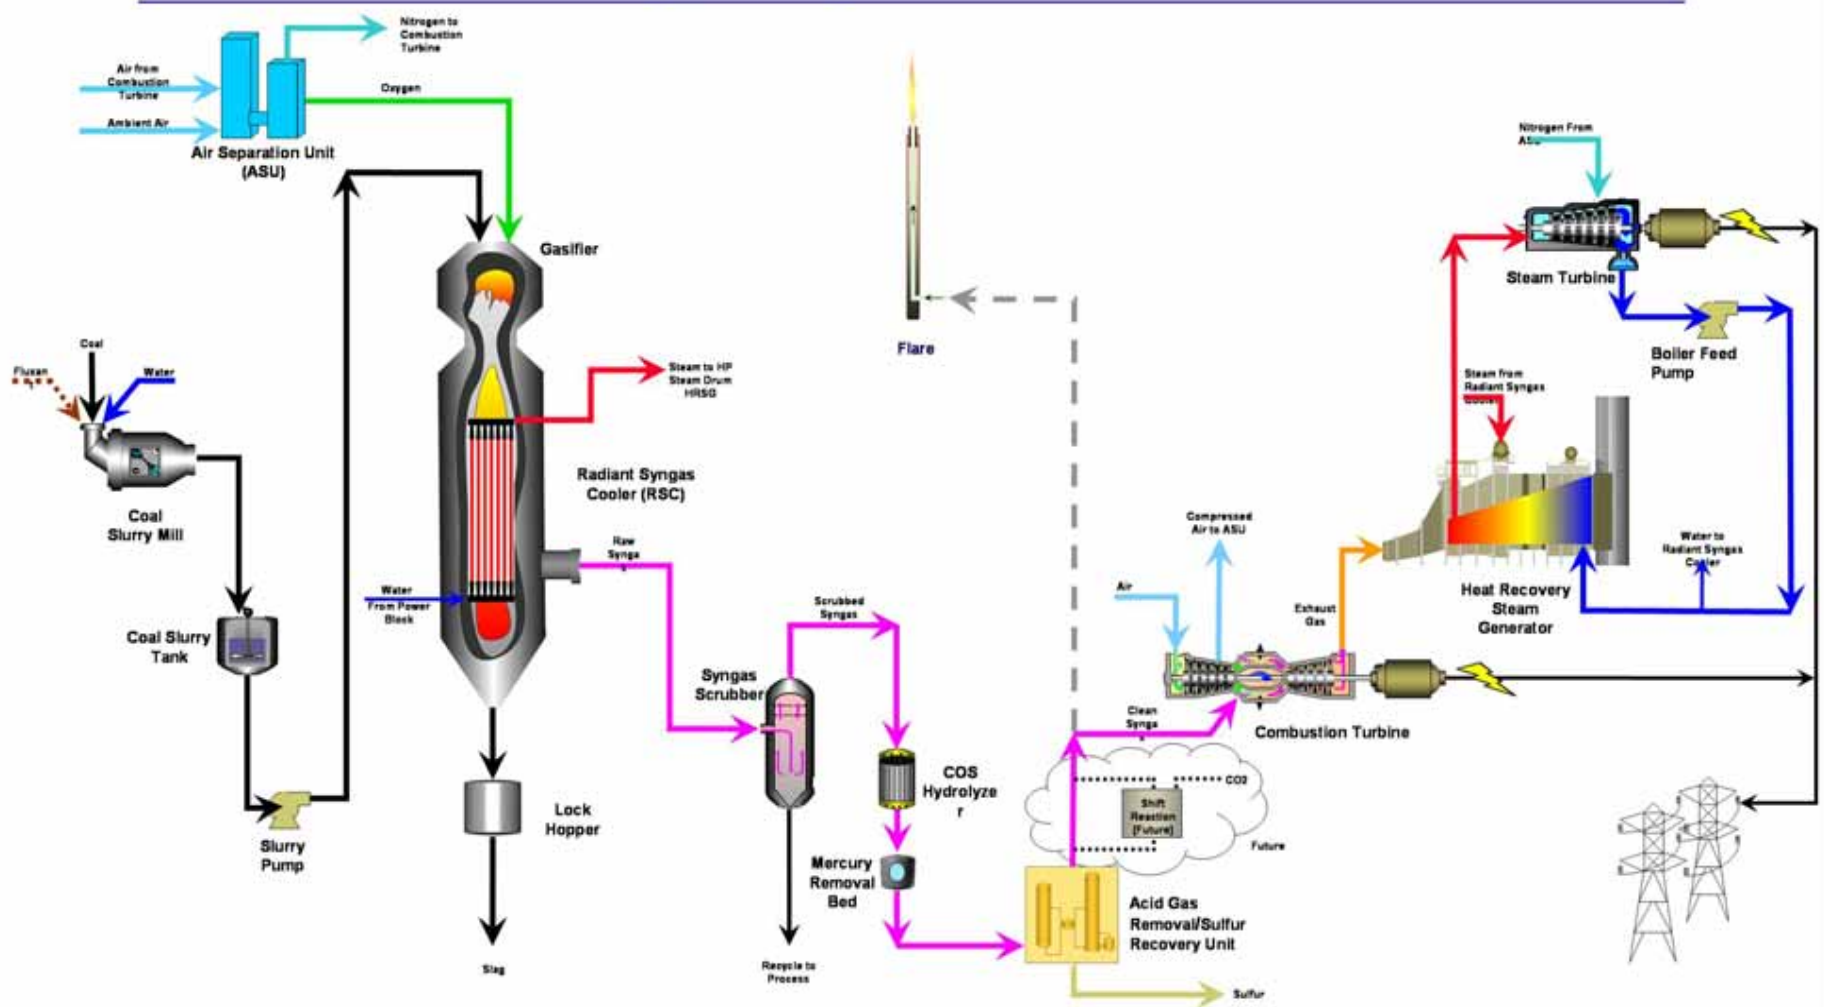 Nitrogen to
Combustion
Turbine
Air from
Combustion
Turbine
Oxygen
Ambient Air
Air Separation Unit
(ASU)
Gasifier
Flare
Nitrogen From
ASU
Steam Turbine
Boiler Feed
Pump
Coal
Fluxan
t
Water
Coal
Slurry Mill
Steam to HP
Steam Drum
HRSG
Radiant Syngas
Cooler (RSC)
Steam from
Radiant Syngas
Cooler
Raw
Synga
s
Water
From Power
Block
Coal Slurry
Tank
Scrubbed
Syngas
Syngas
Scrubber
Compressed
Air to ASU
Air
Exhaust
Gas
Water to
Radiant Syngas
Cooler
Heat Recovery
Steam
Generator
Clean
Synga
s
Combustion Turbine
COS
Hydrolyze
r
CO2
Shift
Reaction
(Future)
Future
Lock
Hopper
Slurry
Pump
Mercury
Removal
Bed
Acid Gas
Removal/Sulfur
Recovery Unit
Slag
Recycle to
Process
Sulfur